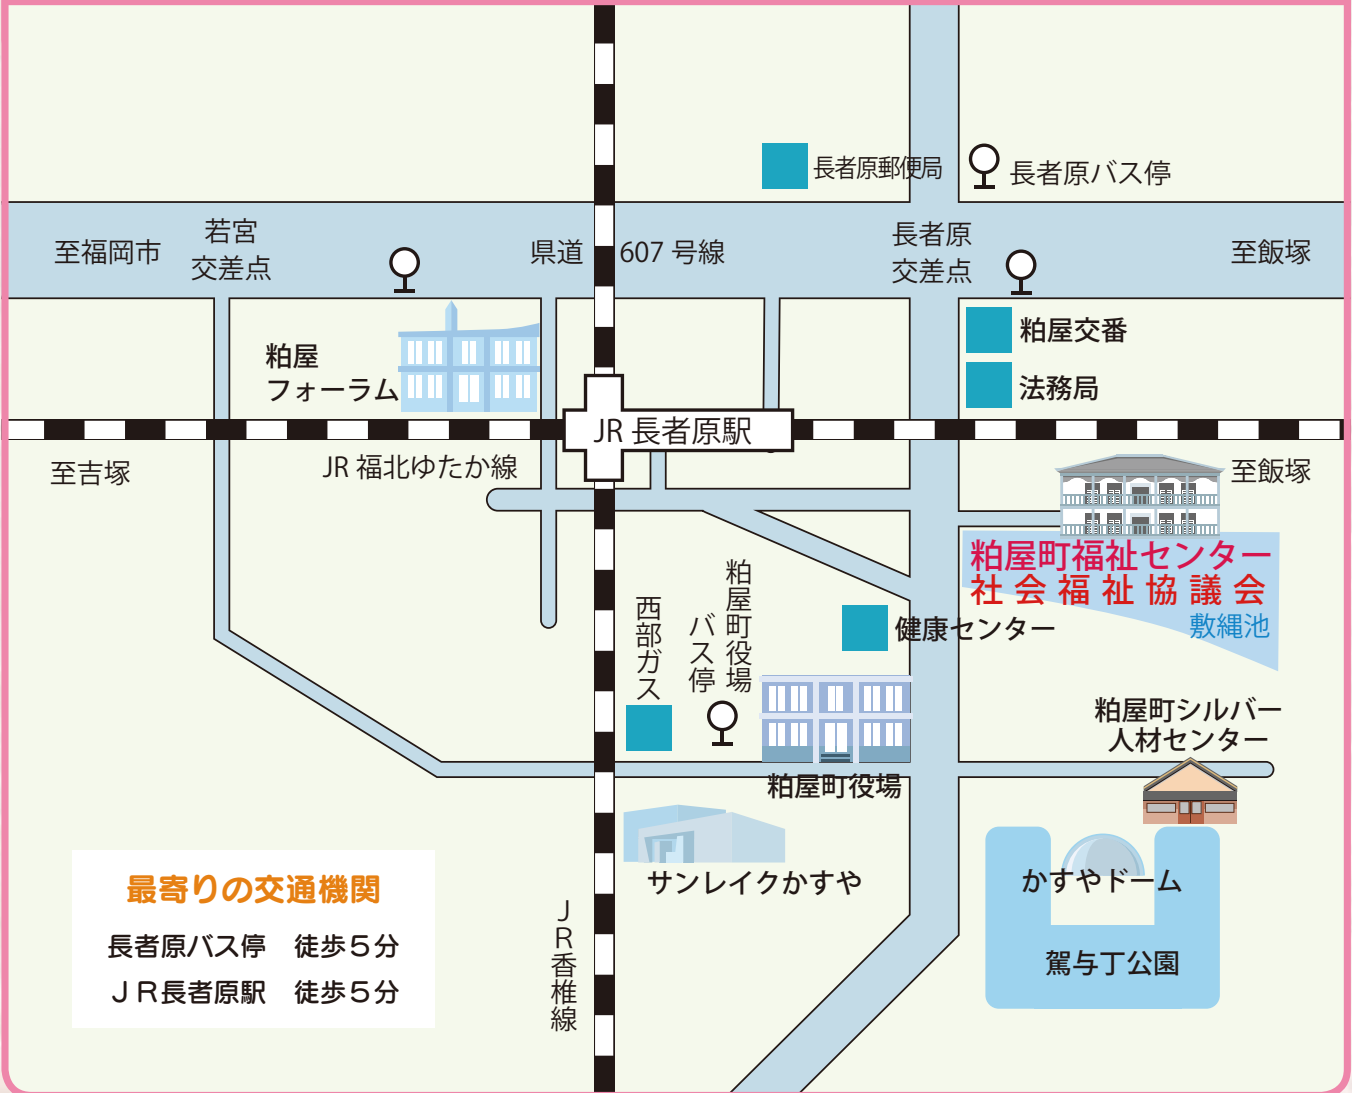 長者原郵便局
長者原バス停
至福岡市
若宮
交差点
県道 607 号線
長者原
交差点
至飯塚
粕屋交番
法務局
粕屋
フォーラム
JR 長者原駅
至吉塚
JR 福北ゆたか線
至飯塚
粕屋町福祉センター
社会福祉協議会
敷縄池
西部ガス
粕屋町役場
バス停
健康センター
粕屋町シルバー
人材センター
粕屋町役場
サンレイクかすや
かすやドーム
駕与丁公園
JR香椎線
最寄りの交通機関
長者原バス停　徒歩５分
ＪＲ長者原駅　徒歩５分